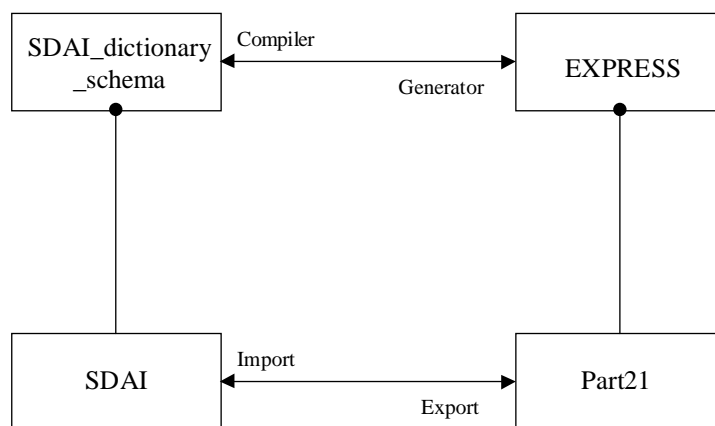 SDAI_dictionary
_schema
Compiler
Generator
EXPRESS
SDAI
Import
Export
Part21